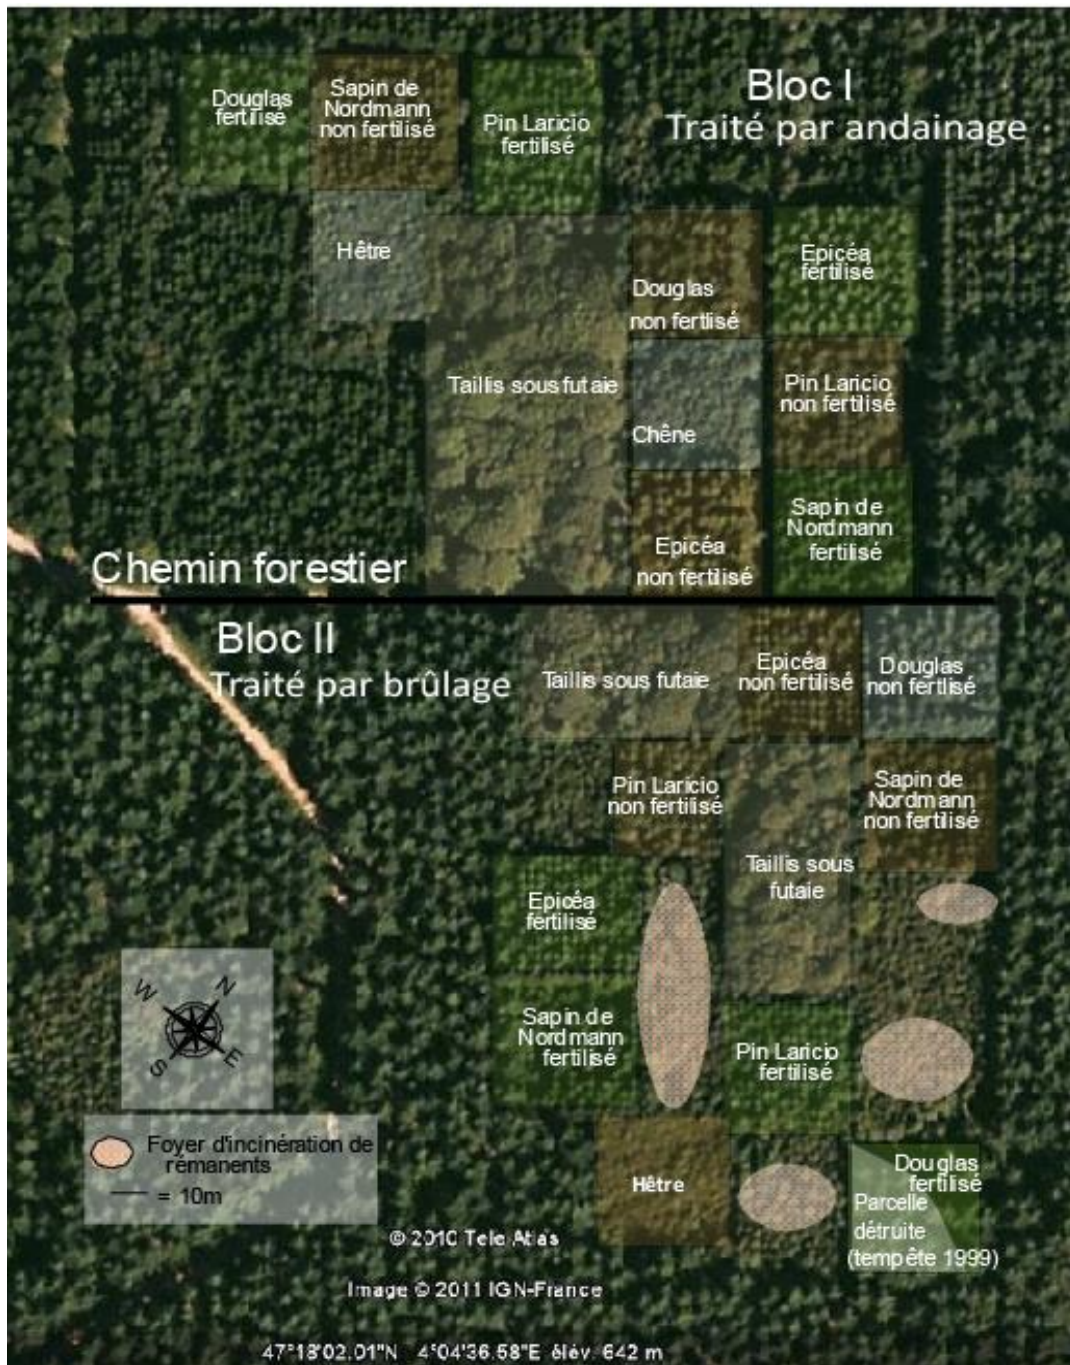 Bloc I
Traité par andainage
Douglas
fertilisé
Sapin de
Nordmann
non fertilisé
Pin Laricio
fertilisé
Hêtre
Epicéa
fertilisé
Douglas
non fertlisé
Taillis sous futaie
Pin Laricio
non fertilisé
Chêne
Sapin de
Nordmann
fertilisé
Epicéa
non fertilisé
Chemin forestier
Bloc II
Traité par brûlage
Taillis sous futaie
Epicéa
non fertilisé
Douglas
non fertlisé
Pin Laricio
non fertilisé
Sapin de
Nordmann
non fertilisé
Taillis sous
futaie
Epicéa
fertilisé
Sapin de
Nordmann
fertilisé
Pin Laricio
fertilisé
W
N
S
E
Foyer d'incinération de
rémanents
= 10m
Hêtre
Douglas
fertilisé
Parcelle
détruite
(tempête 1999)
© 2010 Tele Atlas
Image © 2011 IGN-France
47°18'02.01"N 4°04'36.58"E élév. 642 m